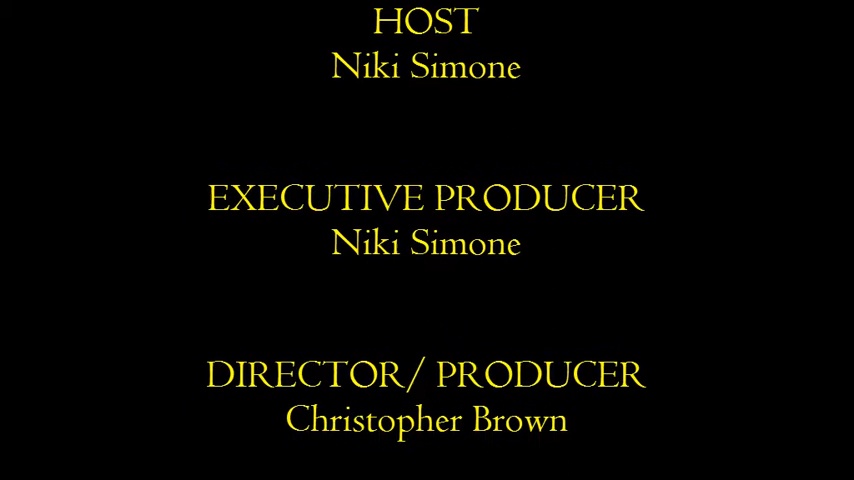 HOST
Niki Simone
EXECUTIVE PRODUCER
Niki Simone
DIRECTOR/ PRODUCER
Christopher Brown